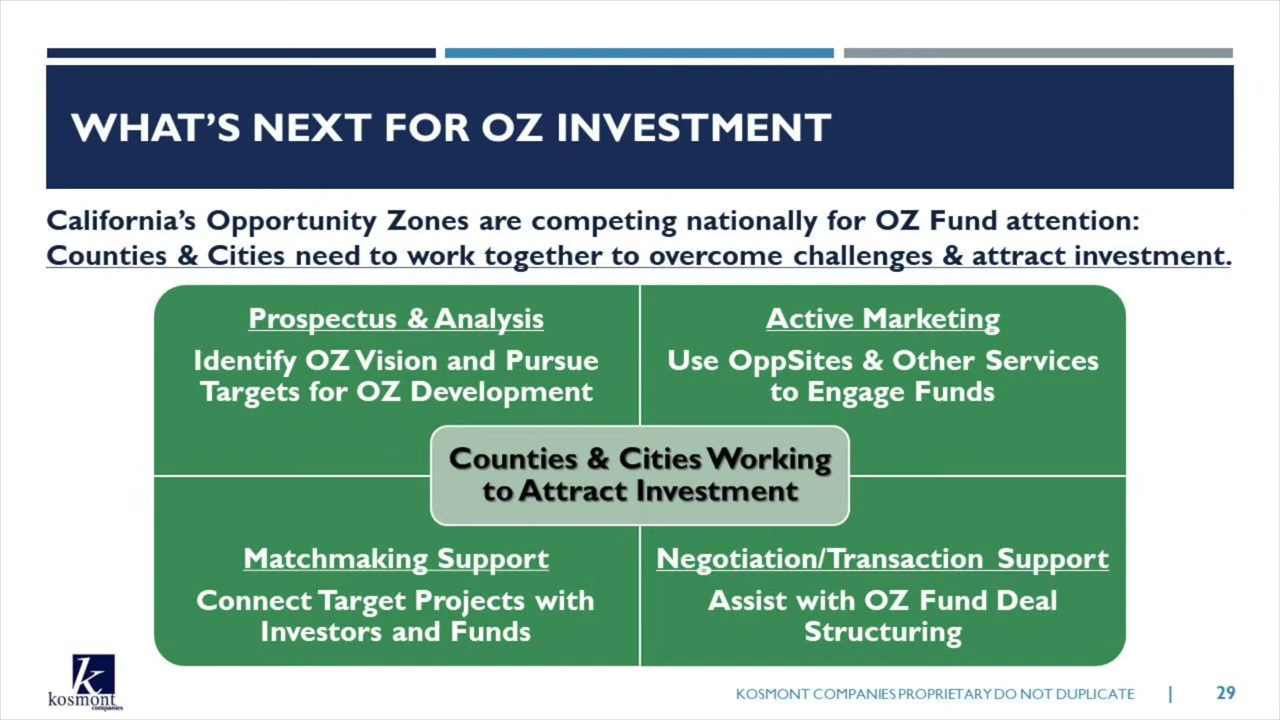 WHAT'S NEXT FOR OZ INVESTMENT
California's Opportunity Zones are competing nationally for OZ Fund attention:
Counties & Cities need to work together to overcome challenges & attract investment.
Prospectus & Analysis
Identify OZ Vision and Pursue
Targets for OZ Development
Active Marketing
Use OppSites & Other Services
to Engage Funds
Counties & Cities Working
to Attract Investment
Matchmaking Support
Connect Target Projects with
Investors and Funds
Negotiation/Transaction Support
Assist with OZ Fund Deal
Structuring
k
kosmont
companies
KOSMONT COMPANIES PROPRIETARY DO NOT DUPLICATE | 29